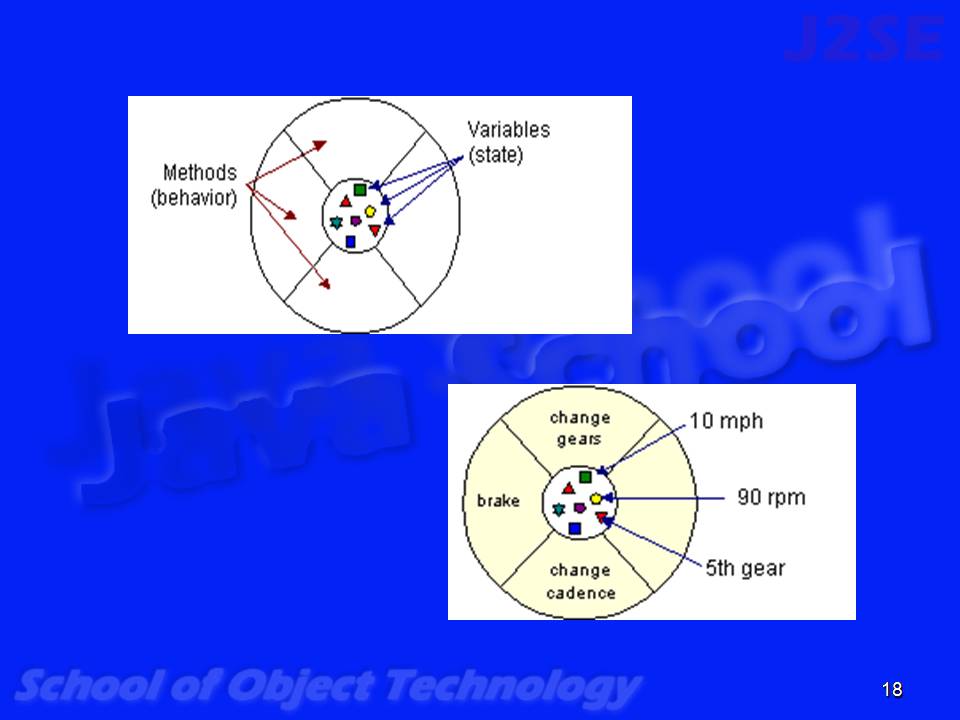 J2SE
Variables
(state)
Methods
(behavior)
Java School
change
gears
10 mph
brake
90 rpm
change
cadence
5th gear
School of Object Technology
18